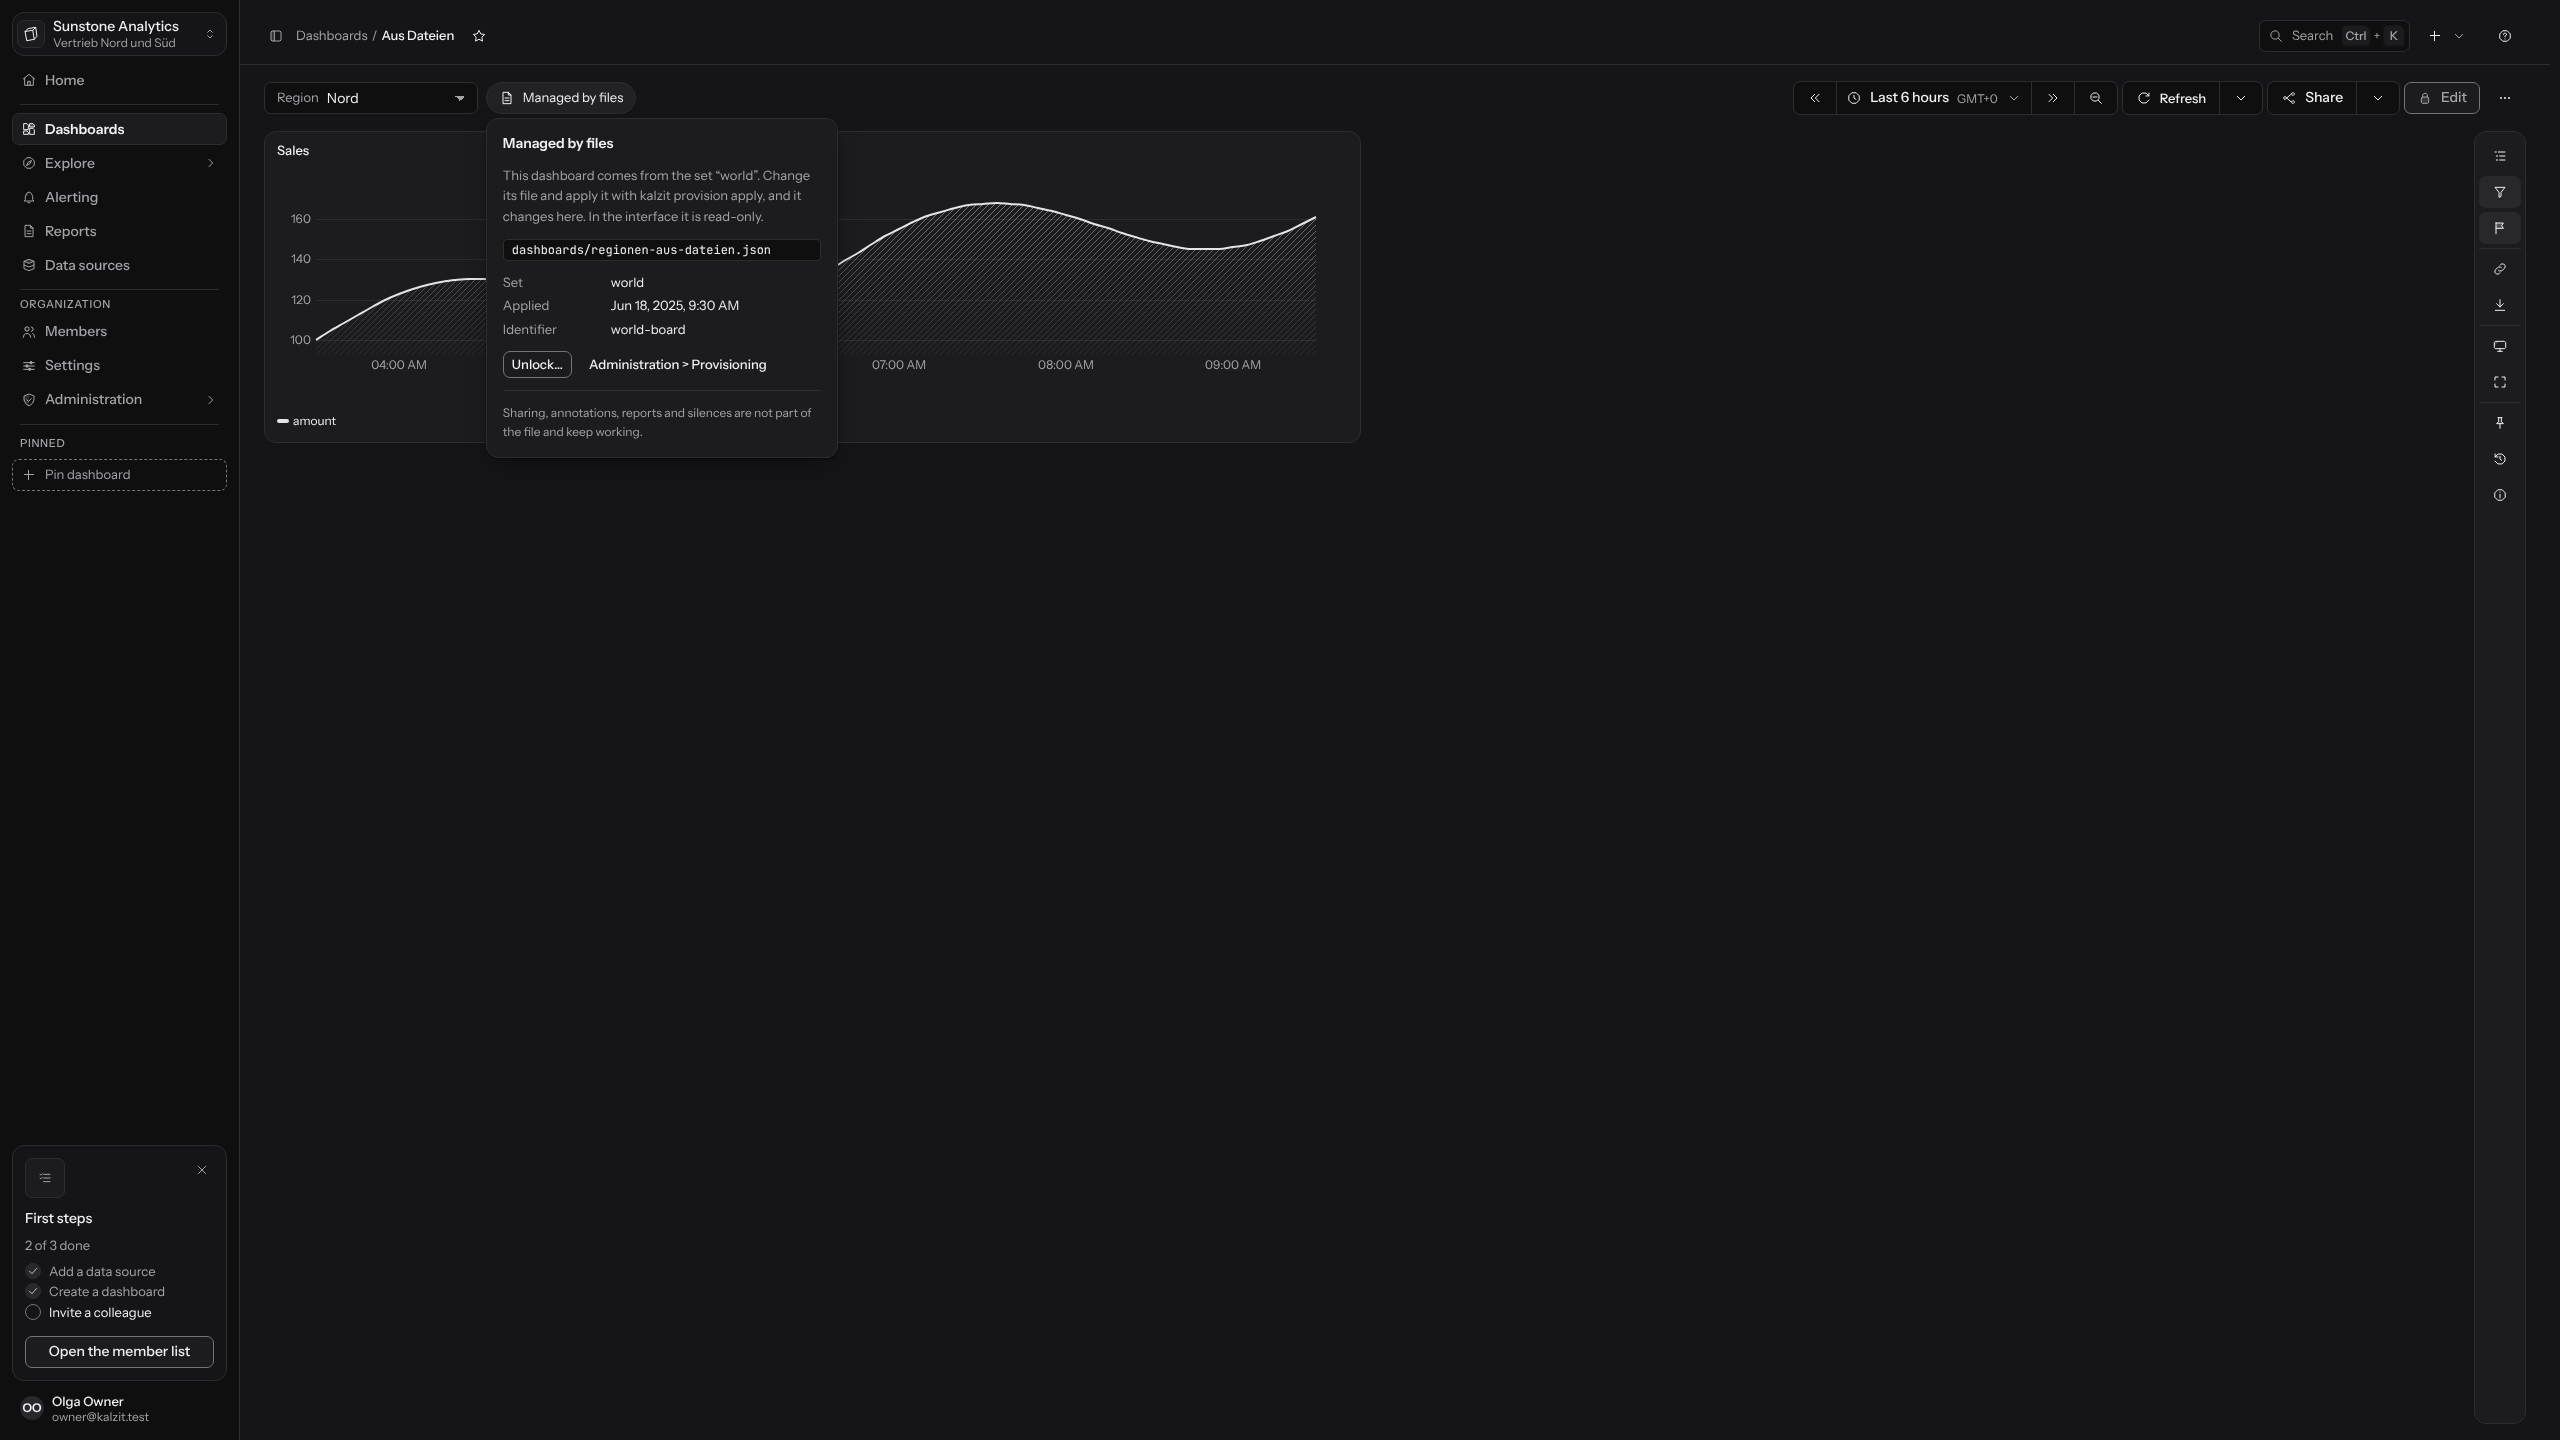 Sunstone Analytics
Vertrieb Nord und Süd
Home
Dashboards
Explore
Alerting
Reports
Data sources
ORGANIZATION
Members
Settings
Administration
PINNED
Pin dashboard
First steps
2 of 3 done
Add a data source
Create a dashboard
Invite a colleague
Open the member list
OO
Olga Owner
owner@kalzit.test
Dashboards / Aus Dateien
Search Ctrl + K
Region Nord
Managed by files
Last 6 hours GMT+0
Refresh
Share
Edit
Sales
160
140
120
100
04:00 AM
07:00 AM
08:00 AM
09:00 AM
amount
Managed by files
This dashboard comes from the set “world”. Change
its file and apply it with kalzit provision apply, and it
changes here. In the interface it is read-only.
dashboards/regionen-aus-dateien.json
Set world
Applied Jun 18, 2025, 9:30 AM
Identifier world-board
Unlock... Administration > Provisioning
Sharing, annotations, reports and silences are not part of
the file and keep working.